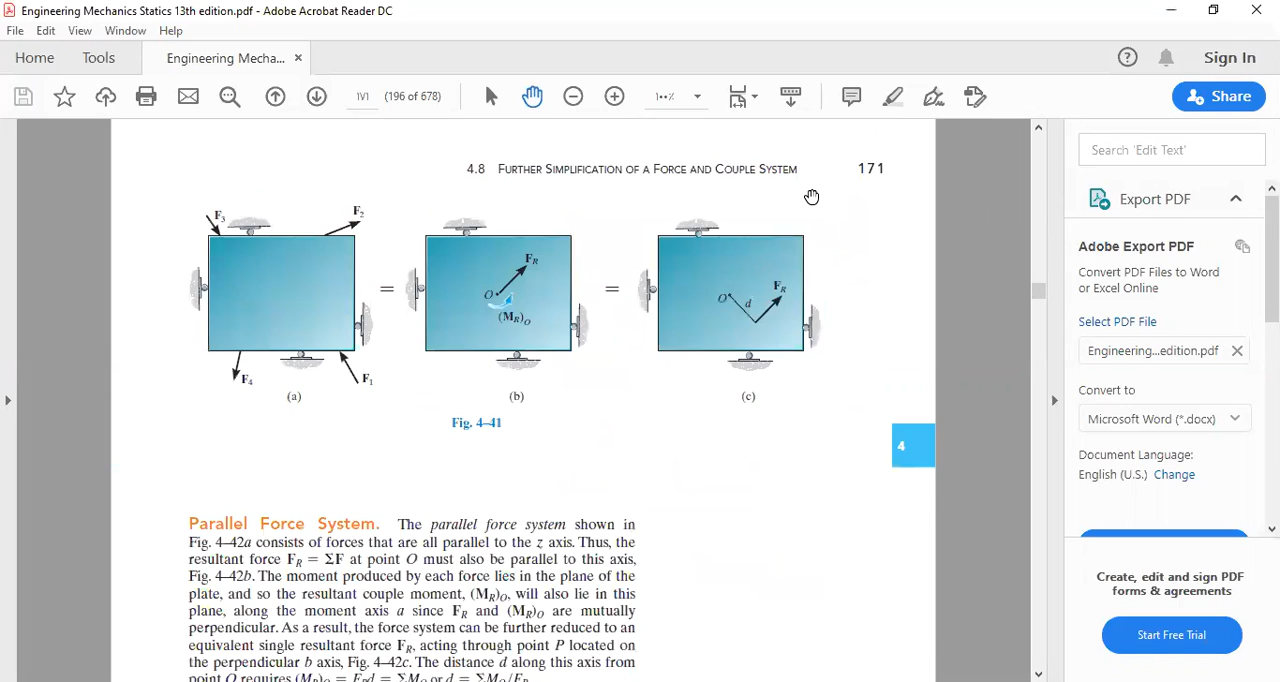 Engineering Mechanics Statics 13th edition.pdf - Adobe Acrobat Reader DC
File Edit View Window Help
Home Tools Engineering Mecha... × Sign In
(196 of 678) Share
4.8 FURTHER SIMPLIFICATION OF A FORCE AND COUPLE SYSTEM 171
F3 F2 F4 F1
(a)
=
O FR (MR)O
(b)
=
O d FR
(c)
Fig. 4–41
4
Parallel Force System. The parallel force system shown in
Fig. 4–42a consists of forces that are all parallel to the z axis. Thus, the
resultant force FR = ΣF at point O must also be parallel to this axis,
Fig. 4–42b. The moment produced by each force lies in the plane of the
plate, and so the resultant couple moment, (MR)O, will also lie in this
plane, along the moment axis a since FR and (MR)O are mutually
perpendicular. As a result, the force system can be further reduced to an
equivalent single resultant force FR, acting through point P located on
the perpendicular b axis, Fig. 4–42c. The distance d along this axis from
point O requires (MR)O = FRd = ΣMO or d = ΣMO/FR.
Search 'Edit Text'
Export PDF
Adobe Export PDF
Convert PDF Files to Word
or Excel Online
Select PDF File
Engineering...edition.pdf
Convert to
Microsoft Word (*.docx)
Document Language:
English (U.S.) Change
Create, edit and sign PDF
forms & agreements
Start Free Trial